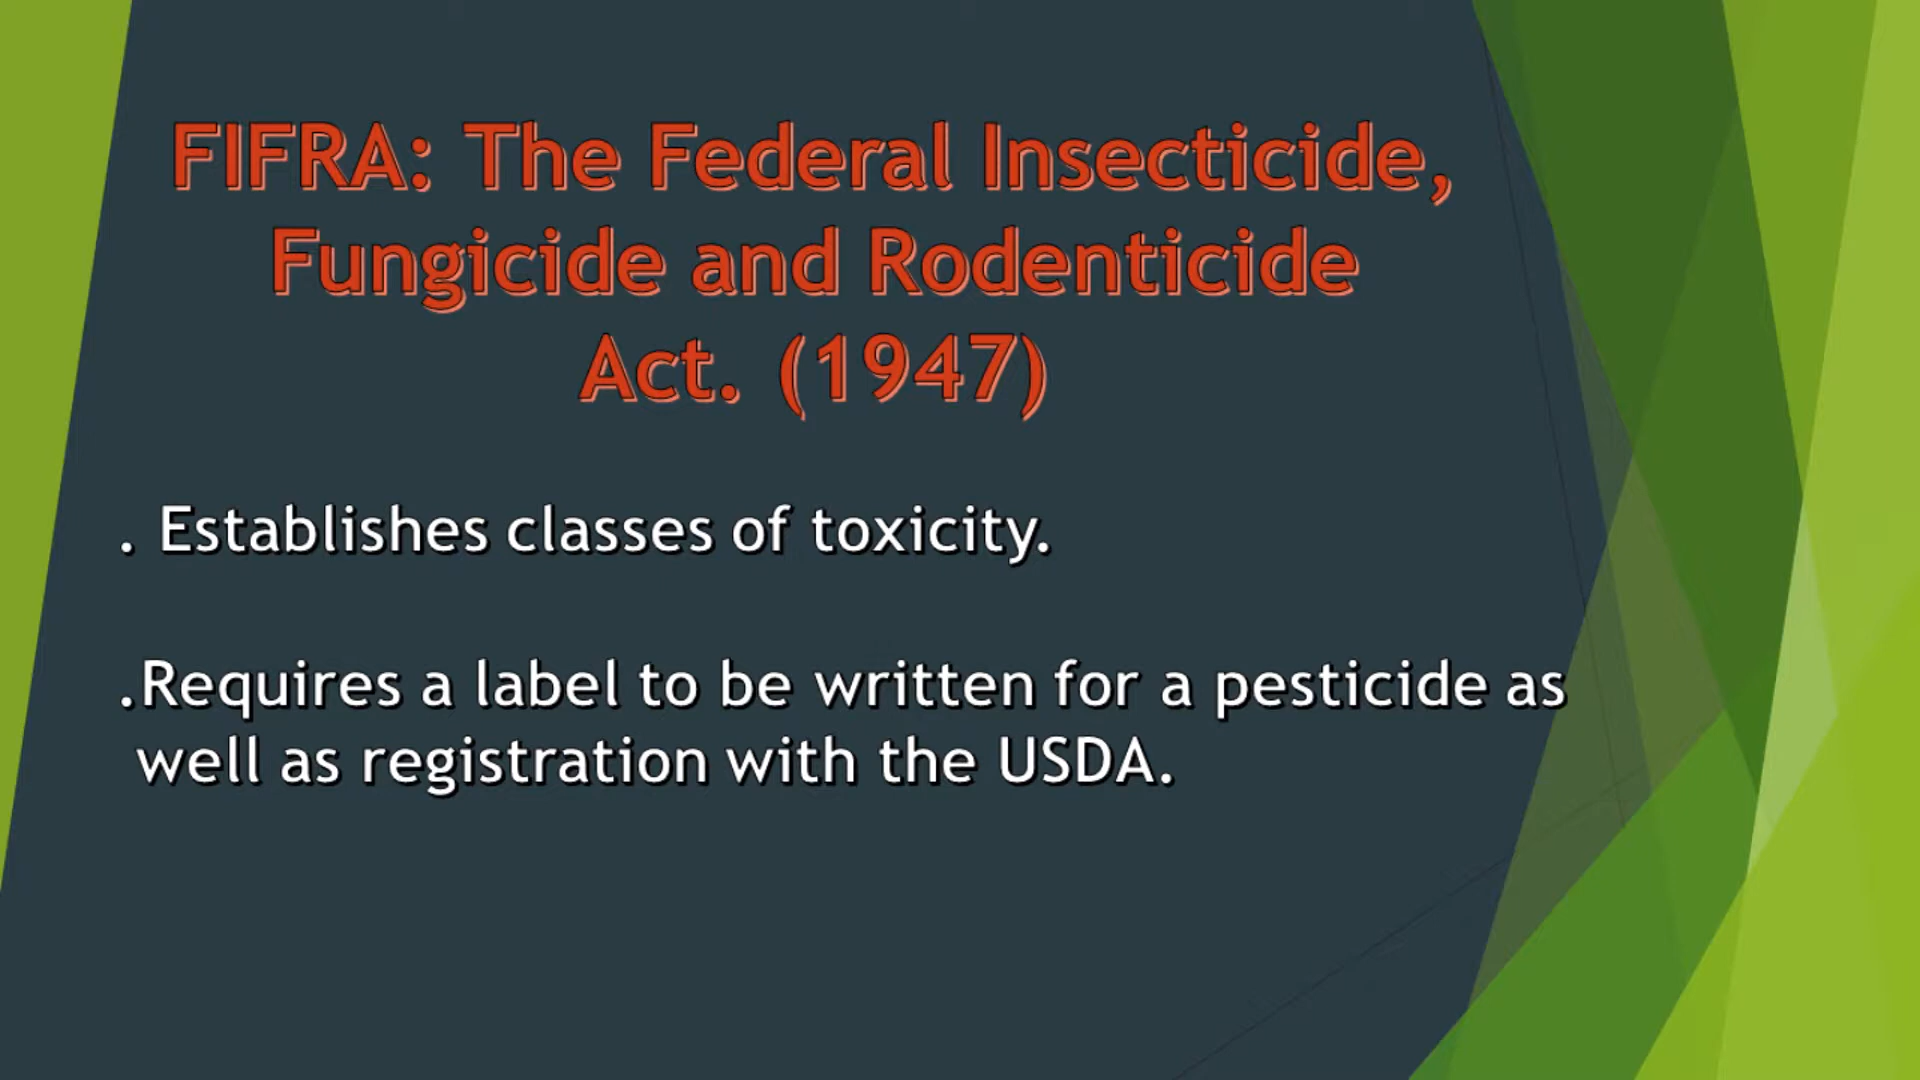 FIFRA: The Federal Insecticide,
Fungicide and Rodenticide
Act. (1947)
. Establishes classes of toxicity.
.Requires a label to be written for a pesticide as
well as registration with the USDA.